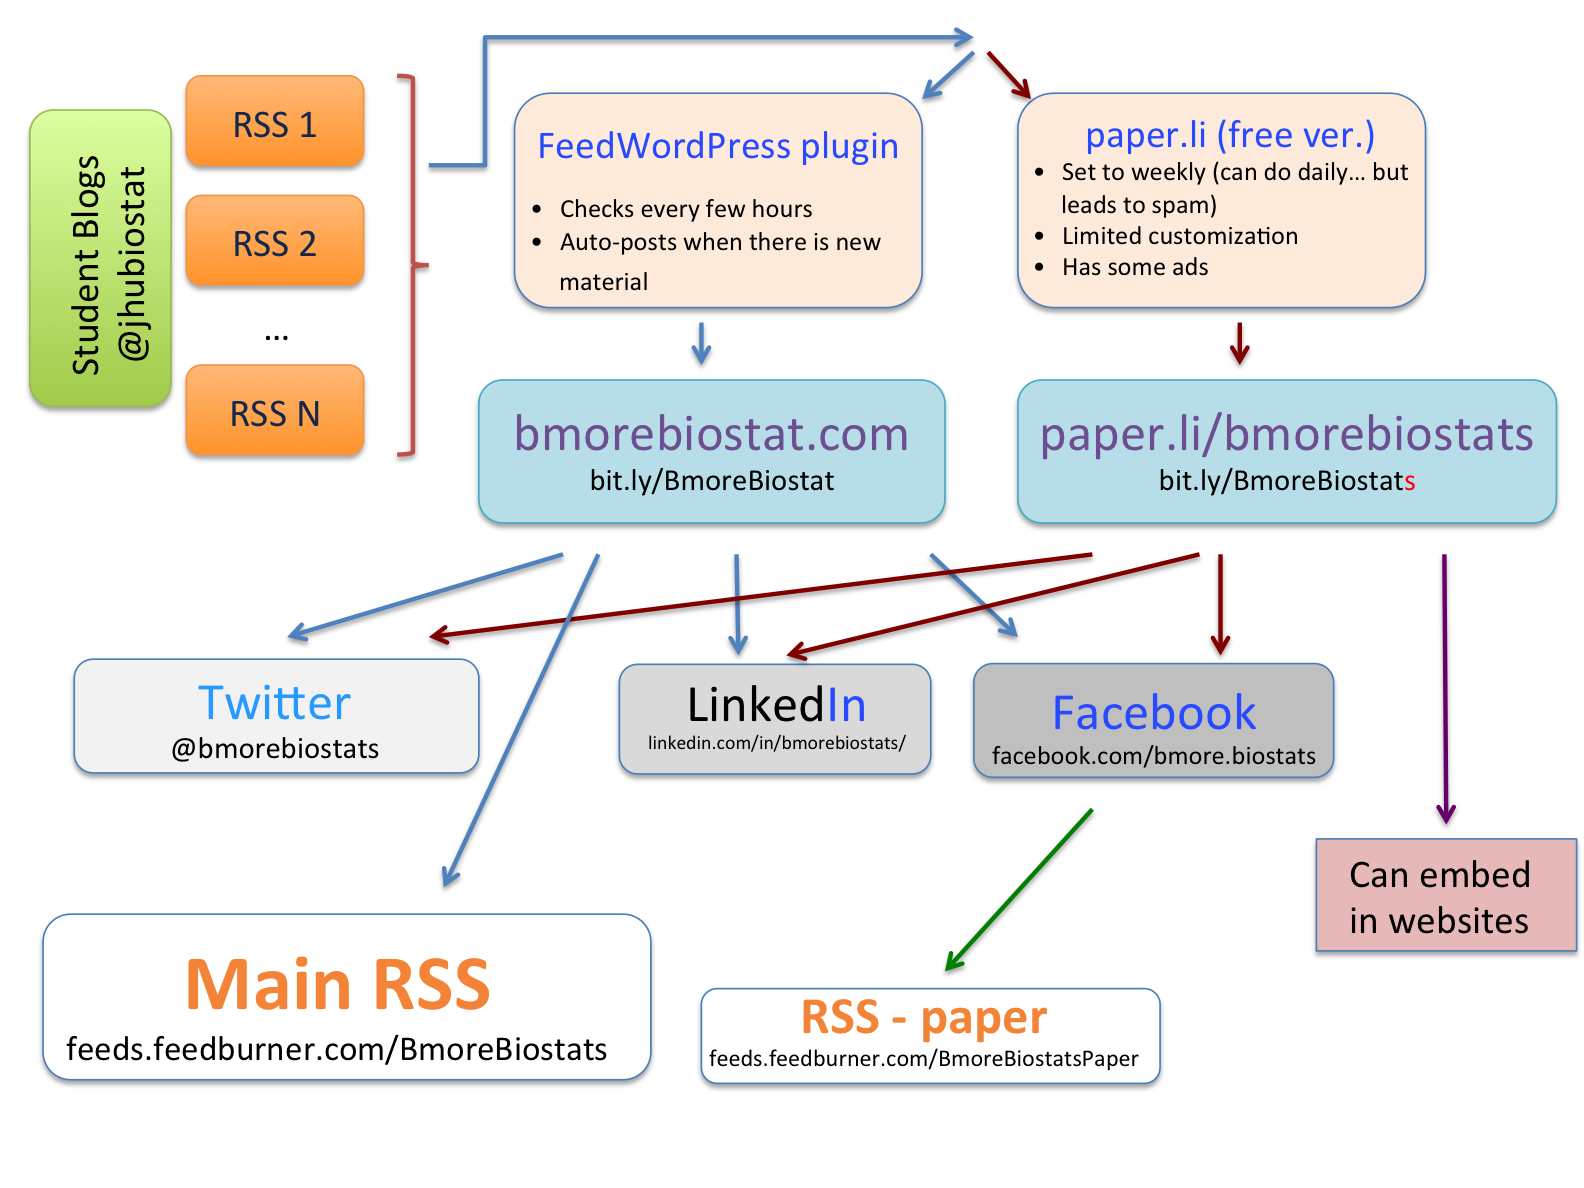 Student Blogs
@jhubiostat
RSS 1
RSS 2
...
RSS N
FeedWordPress plugin
• Checks every few hours
• Auto-posts when there is new
material
paper.li (free ver.)
• Set to weekly (can do daily... but
leads to spam)
• Limited customization
• Has some ads
bmorebiostat.com
bit.ly/BmoreBiostat
paper.li/bmorebiostats
bit.ly/BmoreBiostats
Twitter
@bmorebiostats
LinkedIn
linkedin.com/in/bmorebiostats/
Facebook
facebook.com/bmore.biostats
Can embed
in websites
Main RSS
feeds.feedburner.com/BmoreBiostats
RSS - paper
feeds.feedburner.com/BmoreBiostatsPaper